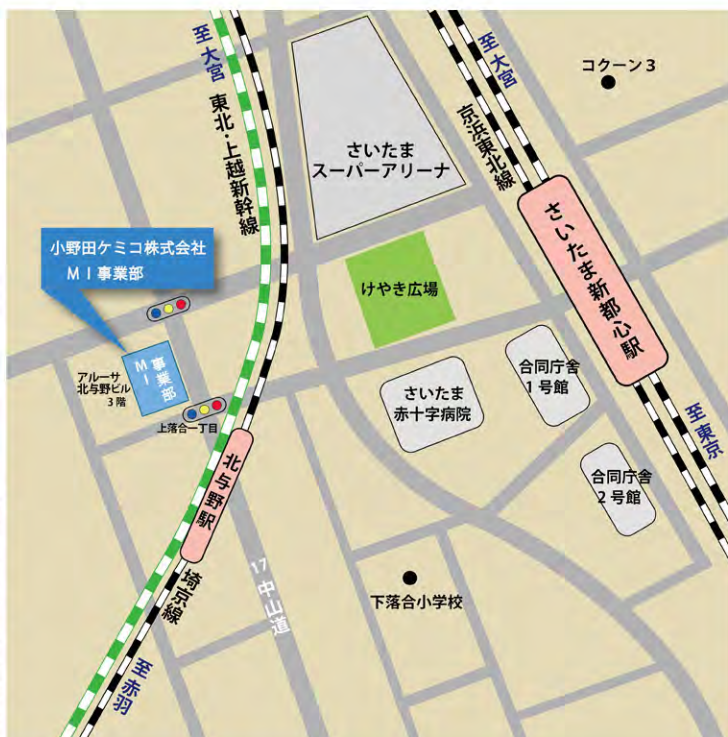 至大宮
東北・上越新幹線
さいたま
スーパーアリーナ
京浜東北線
至大宮
コクーン３
さいたま新都心駅
小野田ケミコ株式会社
ＭＩ事業部
けやき広場
ＭＩ
事業部
アルーサ
北与野ビル
３階
上落合一丁目
さいたま
赤十字病院
合同庁舎
１号館
至東京
合同庁舎
２号館
北与野駅
17 中山道
下落合小学校
埼京線
至赤羽